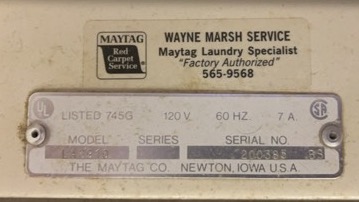 MAYTAG
Red
Carpet
Service
WAYNE MARSH SERVICE
Maytag Laundry Specialist
"Factory Authorized"
565-9568
UL
LISTED 745G 120 V. 60 HZ. 7 A.
MODEL SERIES SERIAL NO.
THE MAYTAG CO. NEWTON, IOWA U.S.A.